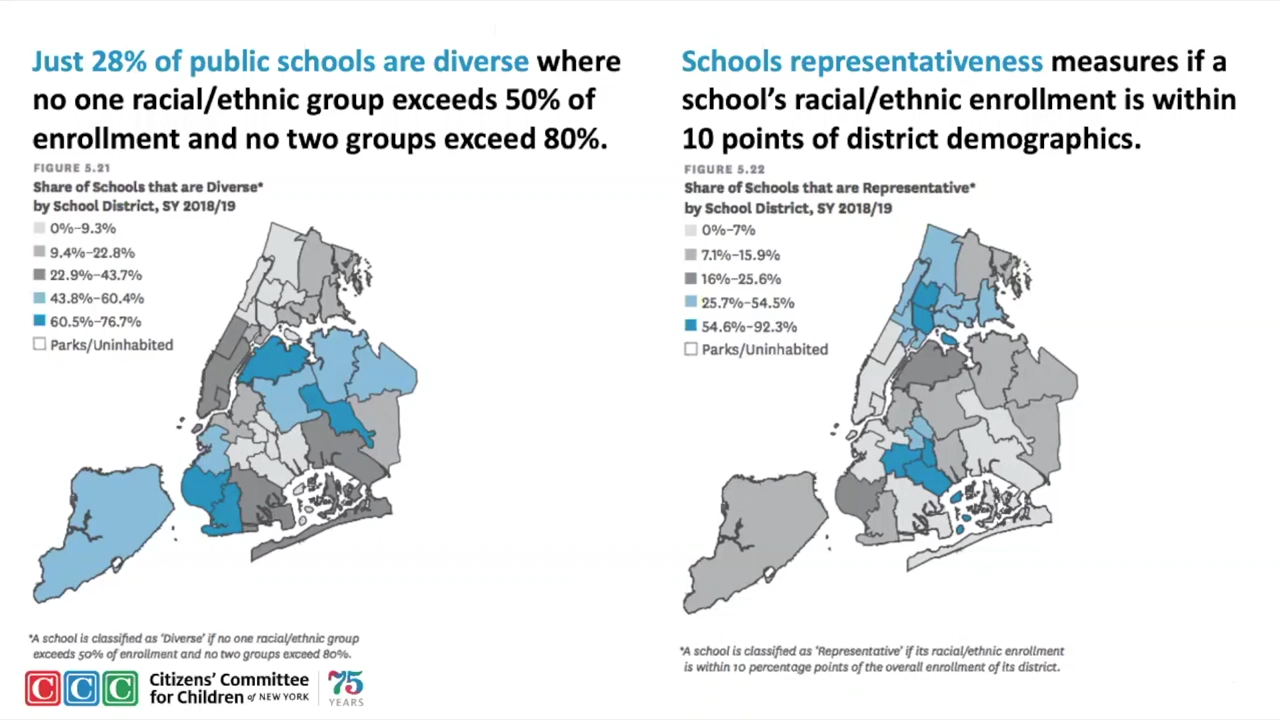 Just 28% of public schools are diverse where
no one racial/ethnic group exceeds 50% of
enrollment and no two groups exceed 80%.
FIGURE 5.21
Share of Schools that are Diverse*
by School District, SY 2018/19
0%–9.3%
9.4%–22.8%
22.9%–43.7%
43.8%–60.4%
60.5%–76.7%
Parks/Uninhabited
*A school is classified as 'Diverse' if no one racial/ethnic group
exceeds 50% of enrollment and no two groups exceed 80%.
CCC
Citizens' Committee
for Children of NEW YORK
75
YEARS
Schools representativeness measures if a
school's racial/ethnic enrollment is within
10 points of district demographics.
FIGURE 5.22
Share of Schools that are Representative*
by School District, SY 2018/19
0%–7%
7.1%–15.9%
16%–25.6%
25.7%–54.5%
54.6%–92.3%
Parks/Uninhabited
*A school is classified as 'Representative' if its racial/ethnic enrollment
is within 10 percentage points of the overall enrollment of its district.